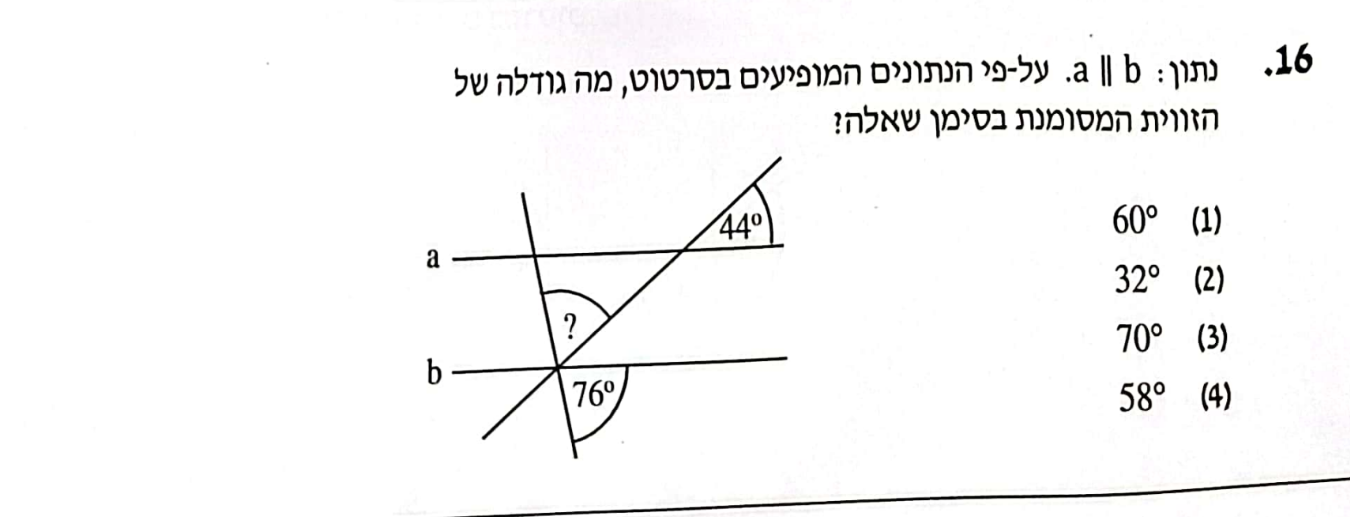 16. נתון: a || b. על-פי הנתונים המופיעים בסרטוט, מה גודלה של
הזווית המסומנת בסימן שאלה?
(1) 60°
(2) 32°
(3) 70°
(4) 58°
44°
a
?
b
76°